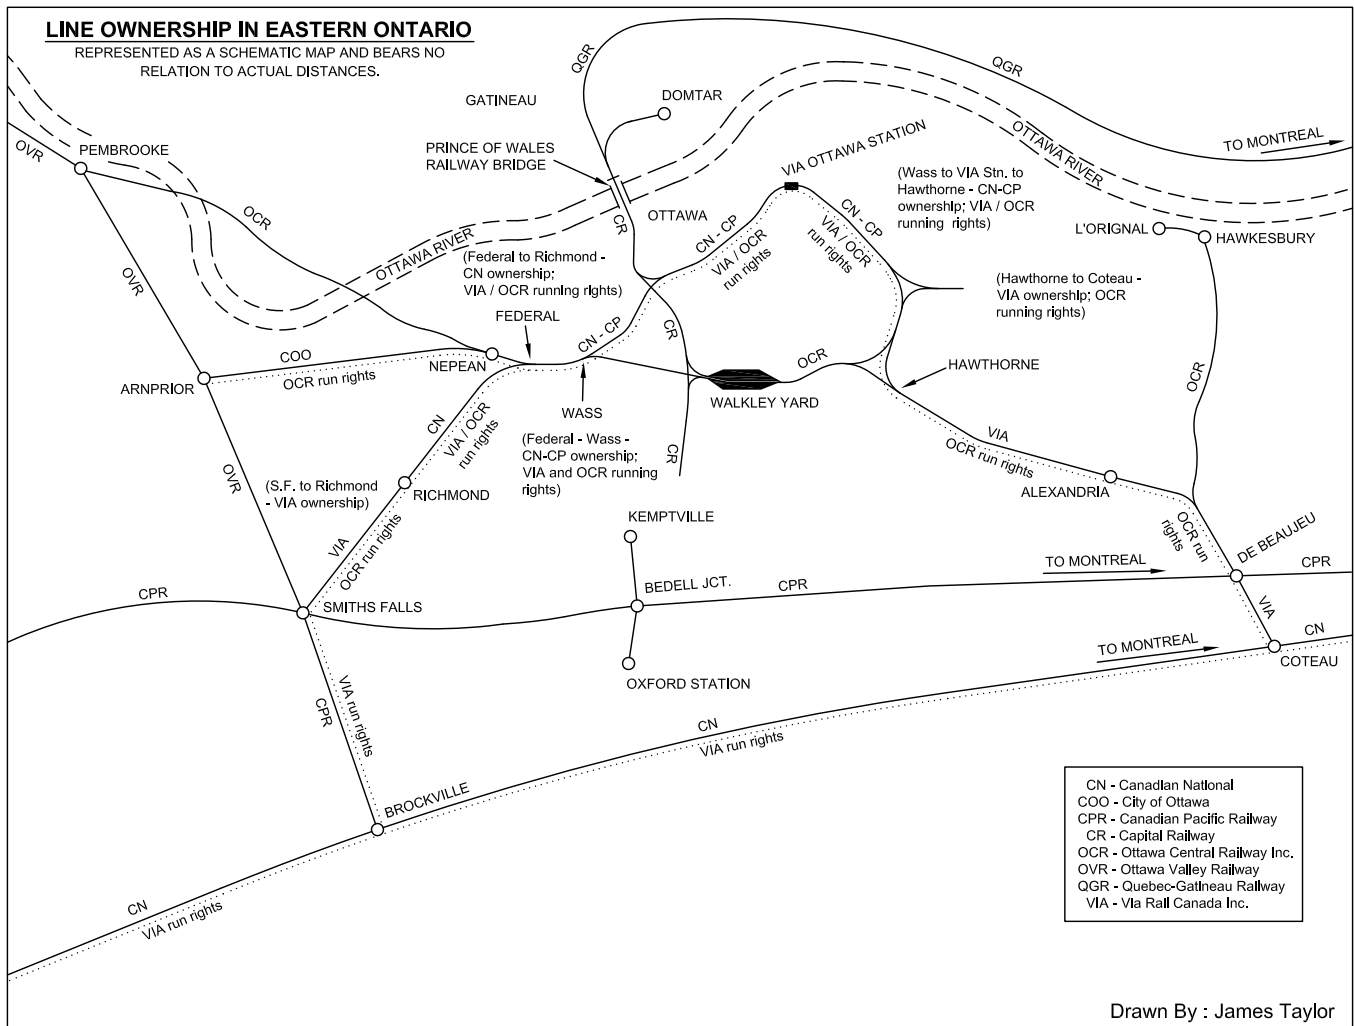 LINE OWNERSHIP IN EASTERN ONTARIO
REPRESENTED AS A SCHEMATIC MAP AND BEARS NO
RELATION TO ACTUAL DISTANCES.
QGR
QGR
GATINEAU
DOMTAR
OTTAWA RIVER
TO MONTREAL
OVR
PEMBROOKE
PRINCE OF WALES
RAILWAY BRIDGE
VIA OTTAWA STATION
(Wass to VIA Stn. to
Hawthorne - CN-CP
ownership; VIA / OCR
running rights)
OCR
CR
OTTAWA
CN - CP
VIA / OCR
run rights
CN - CP
VIA / OCR
run rights
L'ORIGNAL
HAWKESBURY
OTTAWA RIVER
(Federal to Richmond -
CN ownership;
VIA / OCR running rights)
(Hawthorne to Coteau -
VIA ownership; OCR
running rights)
OVR
FEDERAL
CN - CP
CR
COO
OCR run rights
NEPEAN
OCR
HAWTHORNE
OCR
ARNPRIOR
WALKLEY YARD
WASS
CN
VIA / OCR
run rights
(Federal - Wass -
CN-CP ownership;
VIA and OCR running
rights)
CR
VIA
OCR run rights
OVR
(S.F. to Richmond
- VIA ownership)
RICHMOND
ALEXANDRIA
VIA
OCR run rights
KEMPTVILLE
OCR run
rights
DE BEAUJEU
CPR
SMITHS FALLS
BEDELL JCT.
CPR
TO MONTREAL
CPR
VIA
CN
TO MONTREAL
COTEAU
OXFORD STATION
CPR
VIA run rights
CN
VIA run rights
BROCKVILLE
CN
VIA run rights
CN - Canadian National
COO - City of Ottawa
CPR - Canadian Pacific Railway
CR - Capital Railway
OCR - Ottawa Central Railway Inc.
OVR - Ottawa Valley Railway
QGR - Quebec-Gatineau Railway
VIA - Via Rail Canada Inc.
Drawn By : James Taylor